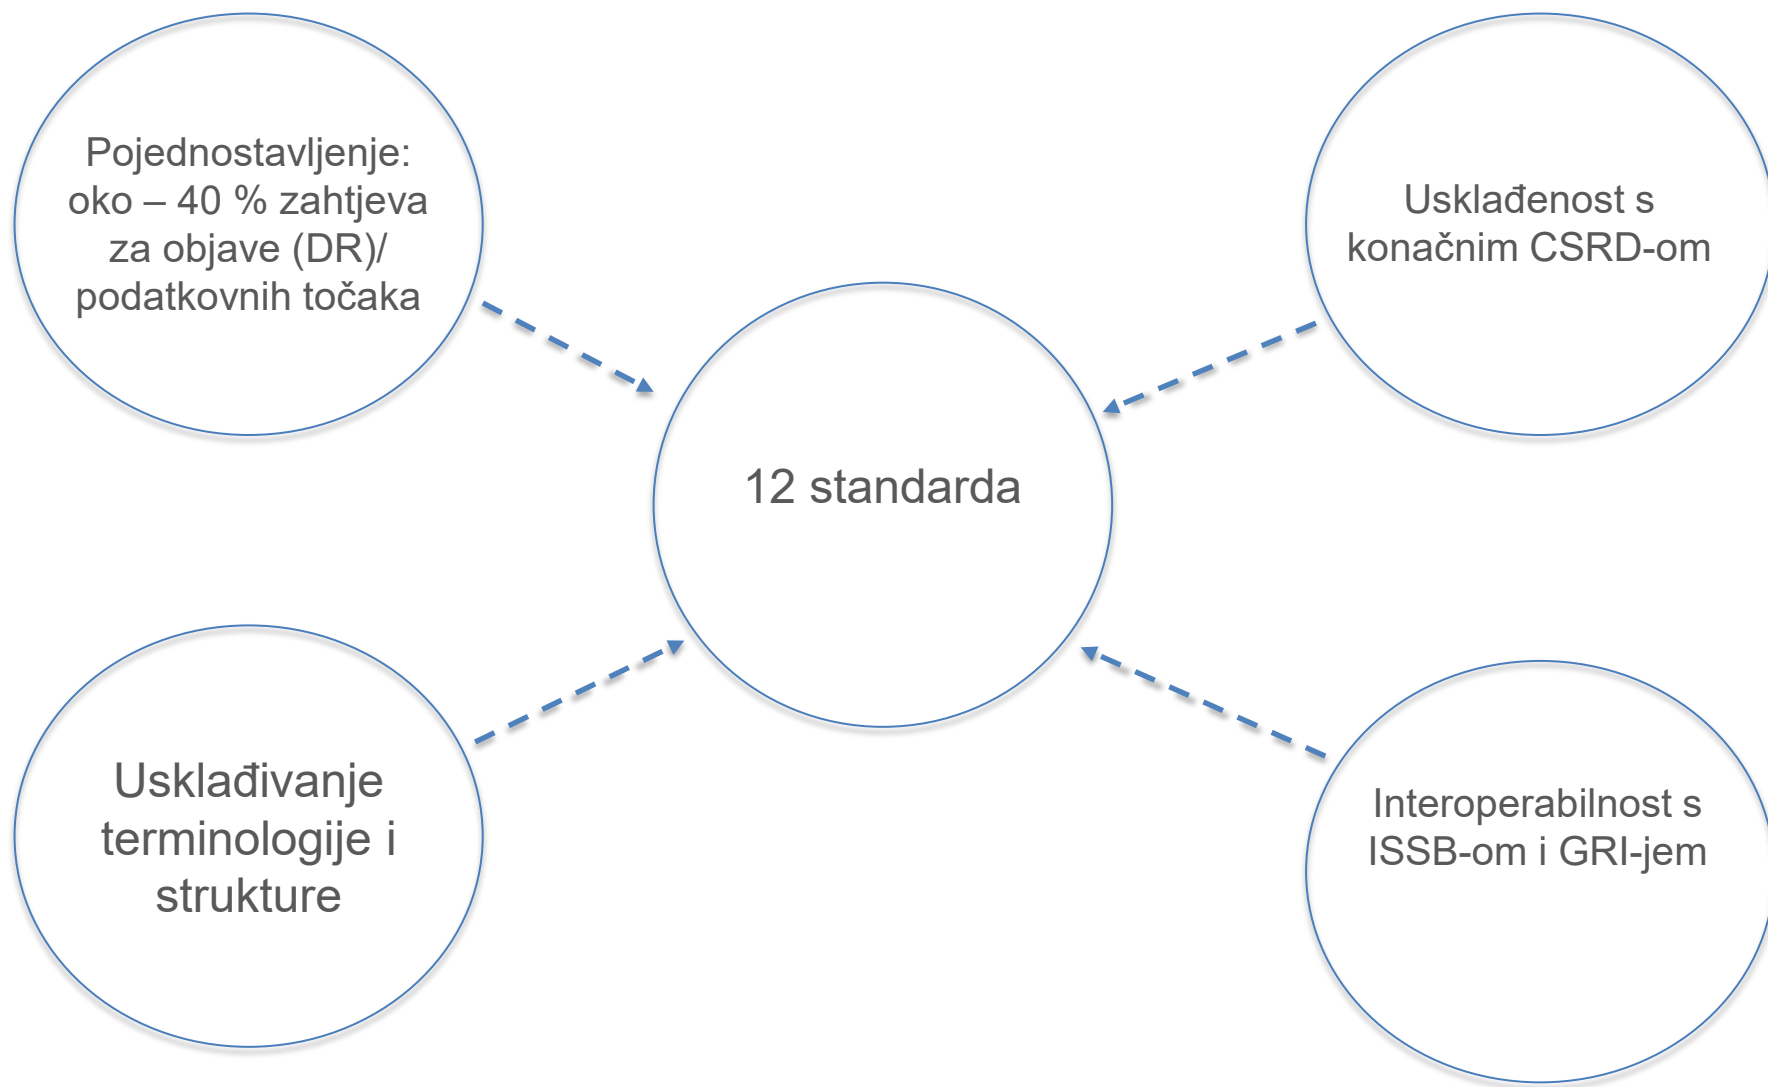 Pojednostavljenje:
oko – 40 % zahtjeva
za objave (DR)/
podatkovnih točaka
Usklađenost s
konačnim CSRD-om
12 standarda
Usklađivanje
terminologije i
strukture
Interoperabilnost s
ISSB-om i GRI-jem